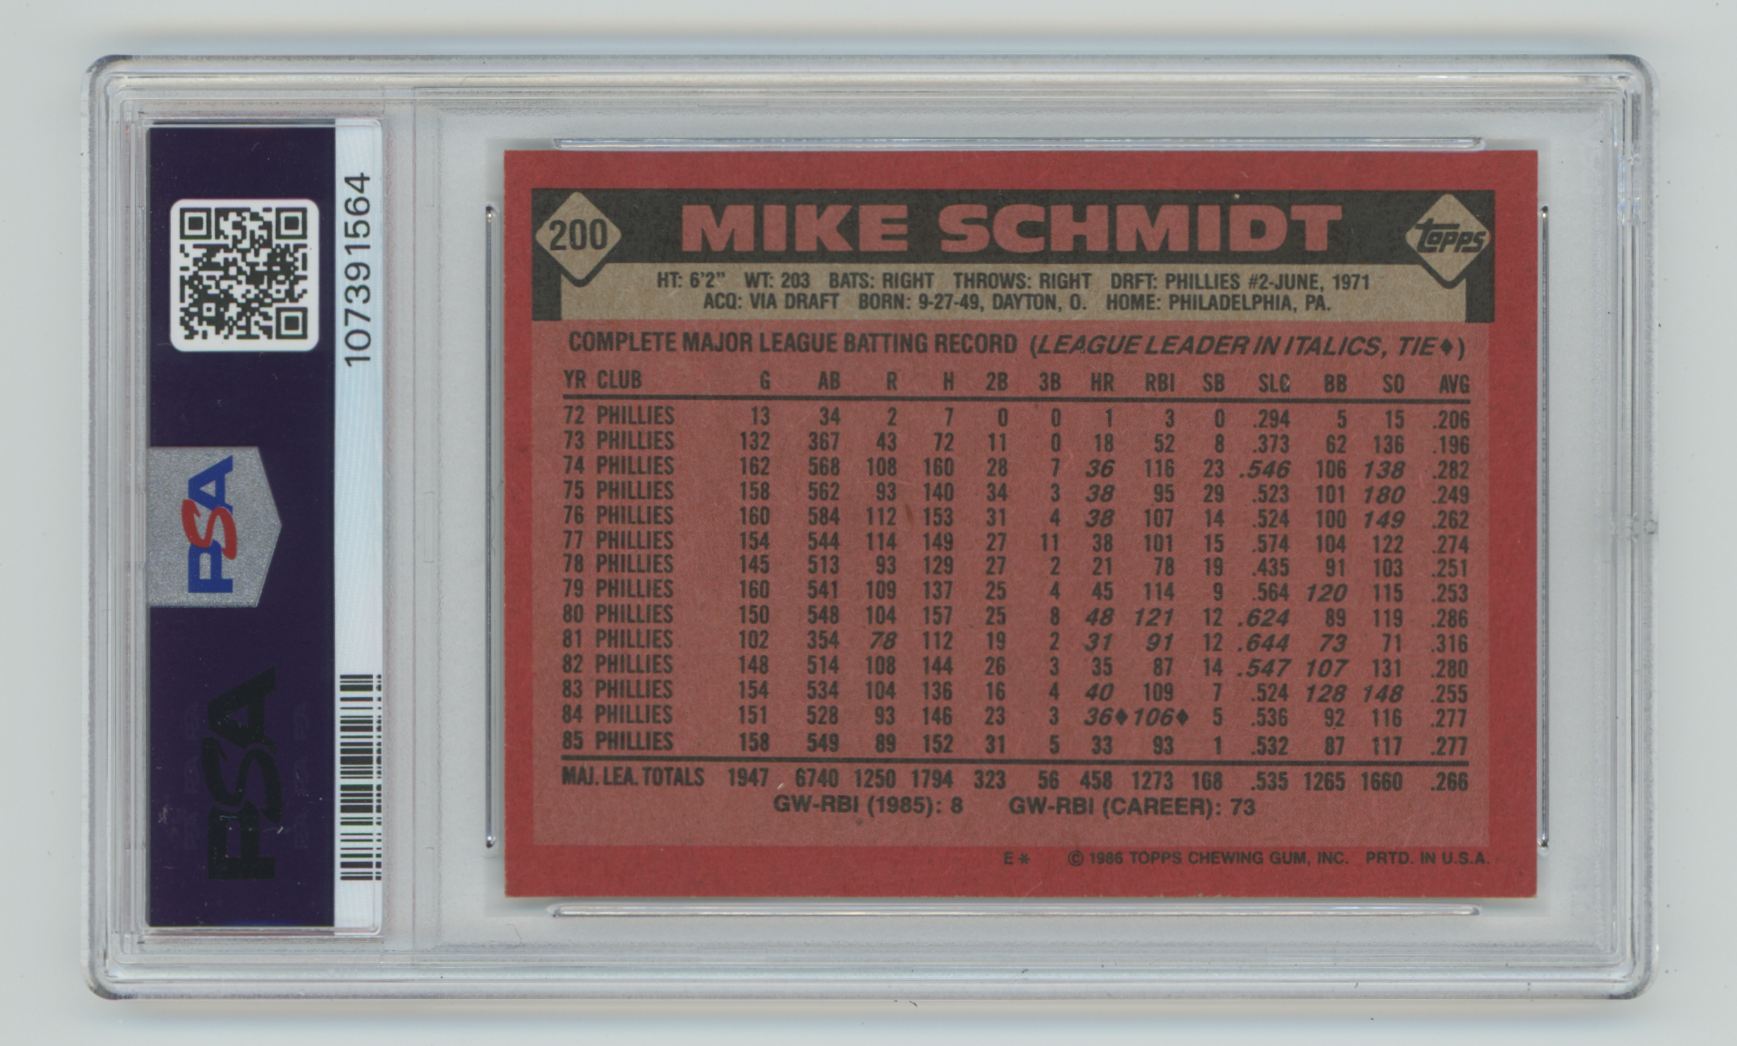 107391564
PSA
PSA
200 MIKE SCHMIDT topps
HT: 6'2" WT: 203 BATS: RIGHT THROWS: RIGHT DRFT: PHILLIES #2-JUNE, 1971
ACQ: VIA DRAFT BORN: 9-27-49, DAYTON, O. HOME: PHILADELPHIA, PA.
COMPLETE MAJOR LEAGUE BATTING RECORD (LEAGUE LEADER IN ITALICS, TIE♦)
YR CLUB G AB R H 2B 3B HR RBI SB SLG BB SO AVG
72 PHILLIES 13 34 2 7 0 0 1 3 0 .294 5 15 .206
73 PHILLIES 132 367 43 72 11 0 18 52 8 .373 62 136 .196
74 PHILLIES 162 568 108 160 28 7 36 116 23 .546 106 138 .282
75 PHILLIES 158 562 93 140 34 3 38 95 29 .523 101 180 .249
76 PHILLIES 160 584 112 153 31 4 38 107 14 .524 100 149 .262
77 PHILLIES 154 544 114 149 27 11 38 101 15 .574 104 122 .274
78 PHILLIES 145 513 93 129 27 2 21 78 19 .435 91 103 .251
79 PHILLIES 160 541 109 137 25 4 45 114 9 .564 120 115 .253
80 PHILLIES 150 548 104 157 25 8 48 121 12 .624 89 119 .286
81 PHILLIES 102 354 78 112 19 2 31 91 12 .644 73 71 .316
82 PHILLIES 148 514 108 144 26 3 35 87 14 .547 107 131 .280
83 PHILLIES 154 534 104 136 16 4 40 109 7 .524 128 148 .255
84 PHILLIES 151 528 93 146 23 3 36♦ 106♦ 5 .536 92 116 .277
85 PHILLIES 158 549 89 152 31 5 33 93 1 .532 87 117 .277
MAJ. LEA. TOTALS 1947 6740 1250 1794 323 56 458 1273 168 .535 1265 1660 .266
GW-RBI (1985): 8 GW-RBI (CAREER): 73
E* © 1986 TOPPS CHEWING GUM, INC. PRTD. IN U.S.A.